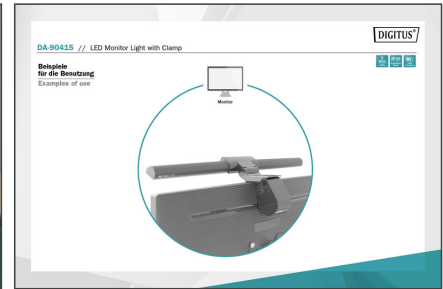 DIGITUS®
DA-90415 // LED Monitor Light with Clamp
Beispiele
für die Benutzung
Examples of use
Monitor